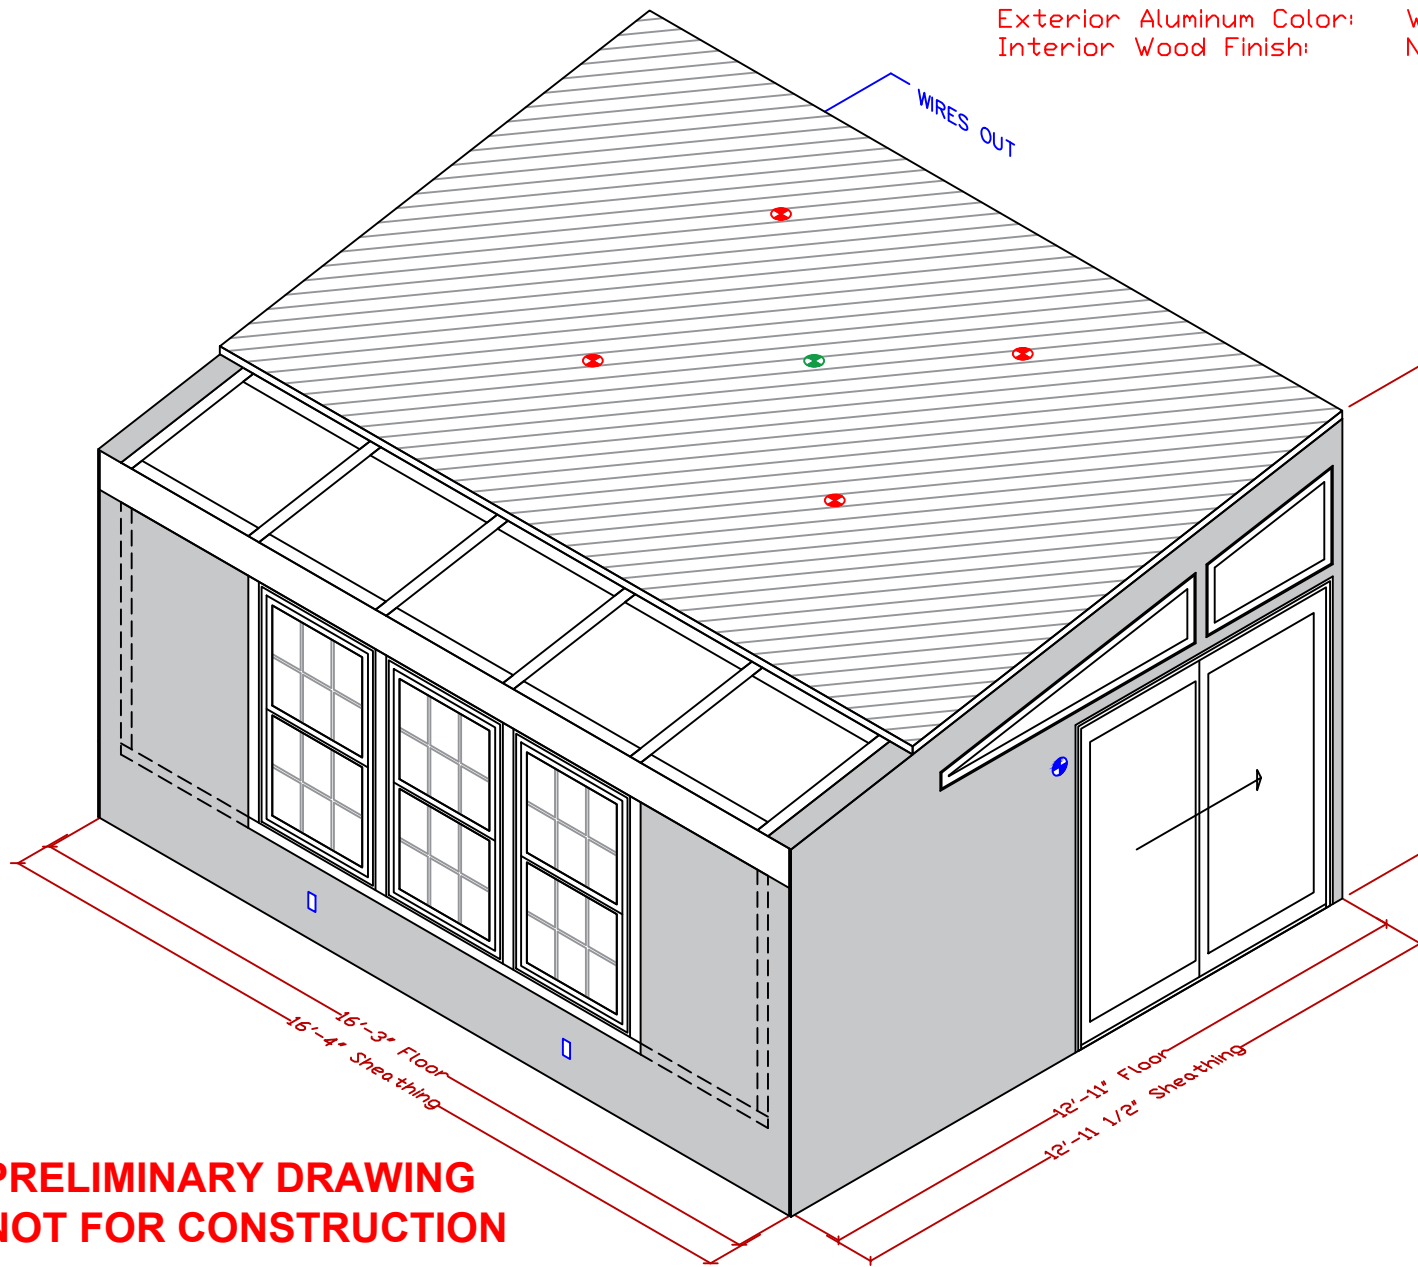 Exterior Aluminum Color: W
Interior Wood Finish: N
WIRES OUT
16'-3" Floor
16'-4" Sheathing
12'-11" Floor
12'-11 1/2" Sheathing
PRELIMINARY DRAWING
NOT FOR CONSTRUCTION